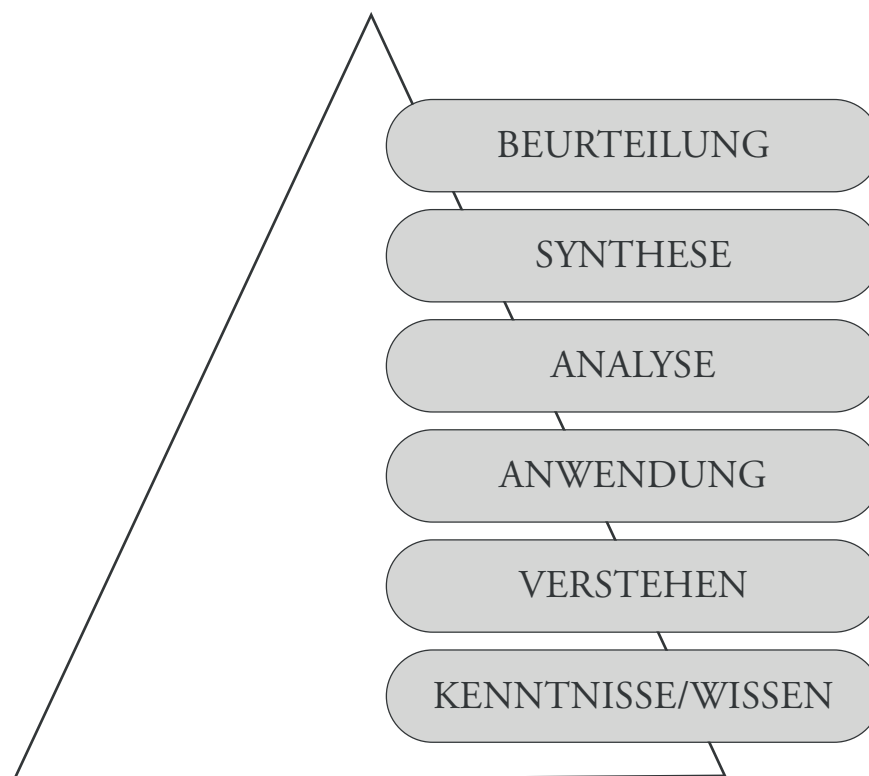 BEURTEILUNG
SYNTHESE
ANALYSE
ANWENDUNG
VERSTEHEN
KENNTNISSE/WISSEN